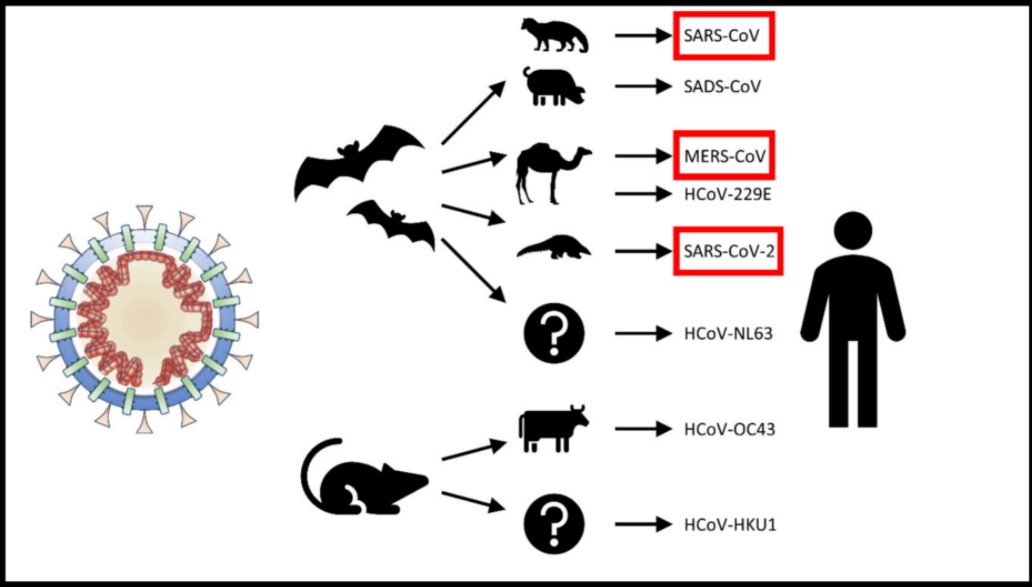 SARS-CoV
SADS-CoV
MERS-CoV
HCoV-229E
SARS-CoV-2
?
HCoV-NL63
HCoV-OC43
?
HCoV-HKU1